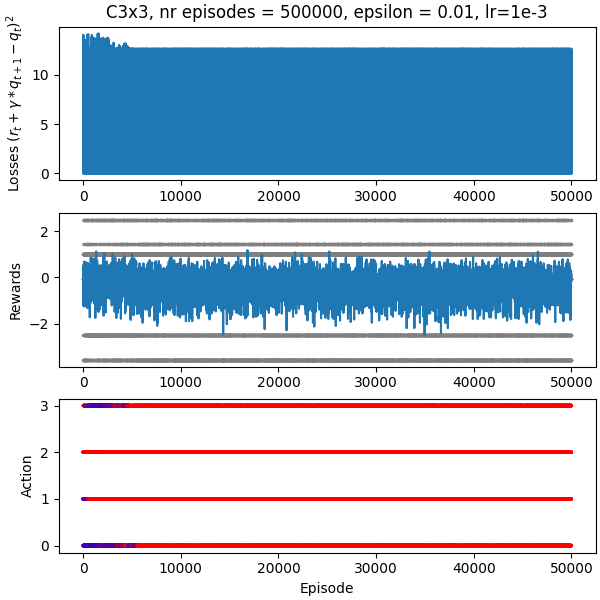 C3x3, nr episodes = 500000, epsilon = 0.01, lr=1e-3
Losses $(r_t + \gamma * q_{t+1} - q_t)^2$
10
5
0
0 10000 20000 30000 40000 50000
Rewards
2
0
−2
0 10000 20000 30000 40000 50000
Action
3
2
1
0
0 10000 20000 30000 40000 50000
Episode